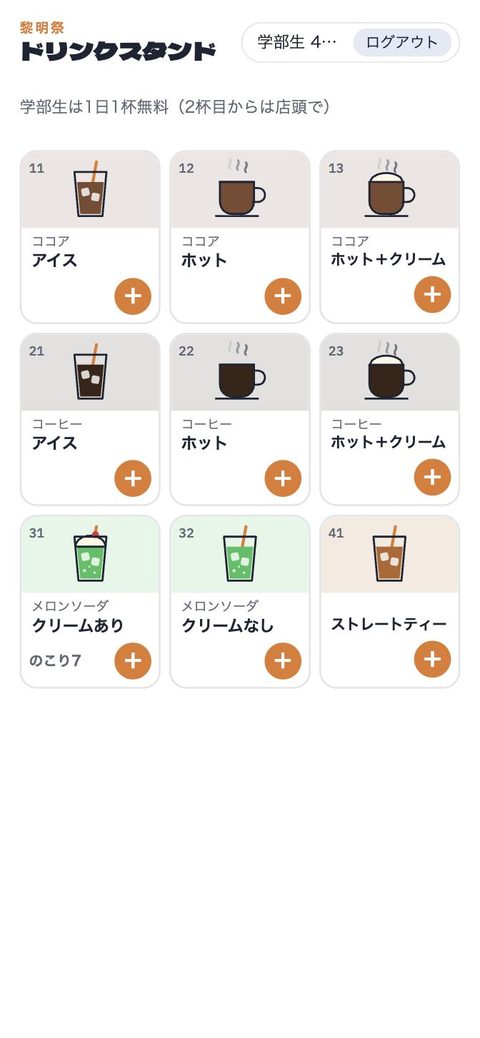 黎明祭
ドリンクスタンド
学部生 4…
ログアウト
学部生は1日1杯無料（2杯目からは店頭で）
11
ココア
アイス
12
ココア
ホット
13
ココア
ホット＋クリーム
21
コーヒー
アイス
22
コーヒー
ホット
23
コーヒー
ホット＋クリーム
31
メロンソーダ
クリームあり
のこり7
32
メロンソーダ
クリームなし
41
ストレートティー